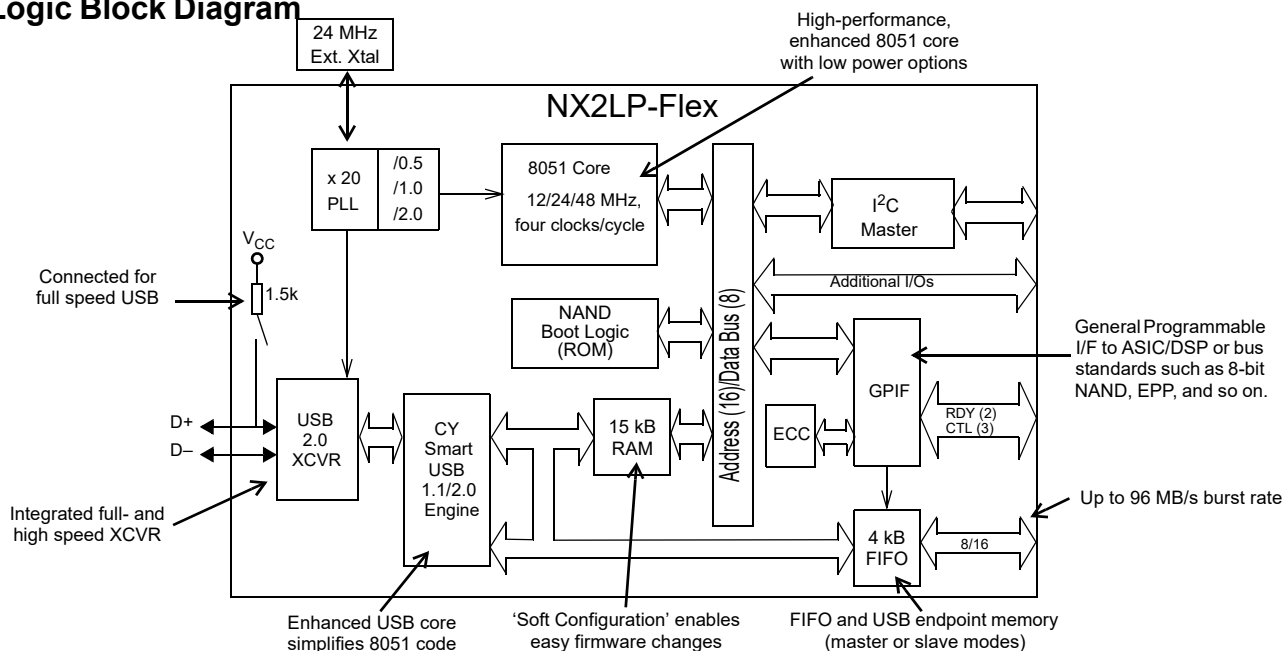 Logic Block Diagram
24 MHz
Ext. Xtal
High-performance,
enhanced 8051 core
with low power options
NX2LP-Flex
x 20
PLL
/0.5
/1.0
/2.0
8051 Core
12/24/48 MHz,
four clocks/cycle
I2C
Master
VCC
1.5k
Connected for
full speed USB
Additional I/Os
NAND
Boot Logic
(ROM)
Address (16)/Data Bus (8)
General Programmable
I/F to ASIC/DSP or bus
standards such as 8-bit
NAND, EPP, and so on.
GPIF
RDY (2)
CTL (3)
ECC
D+
D–
USB
2.0
XCVR
CY
Smart
USB
1.1/2.0
Engine
15 kB
RAM
Integrated full- and
high speed XCVR
Up to 96 MB/s burst rate
4 kB
FIFO
8/16
Enhanced USB core
simplifies 8051 code
‘Soft Configuration’ enables
easy firmware changes
FIFO and USB endpoint memory
(master or slave modes)